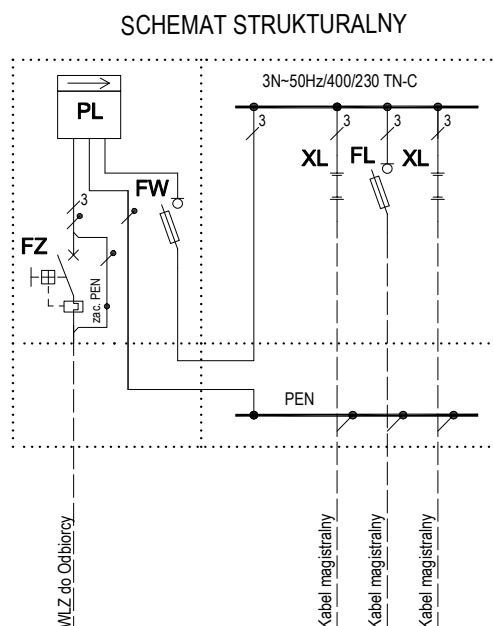 SCHEMAT STRUKTURALNY
3N~50Hz/400/230 TN-C
PL
3
3
3
3
XL
FL
XL
FW
3
FZ
zac. PEN
PEN
WLZ do Odbiorcy
Kabel magistralny
Kabel magistralny
Kabel magistralny